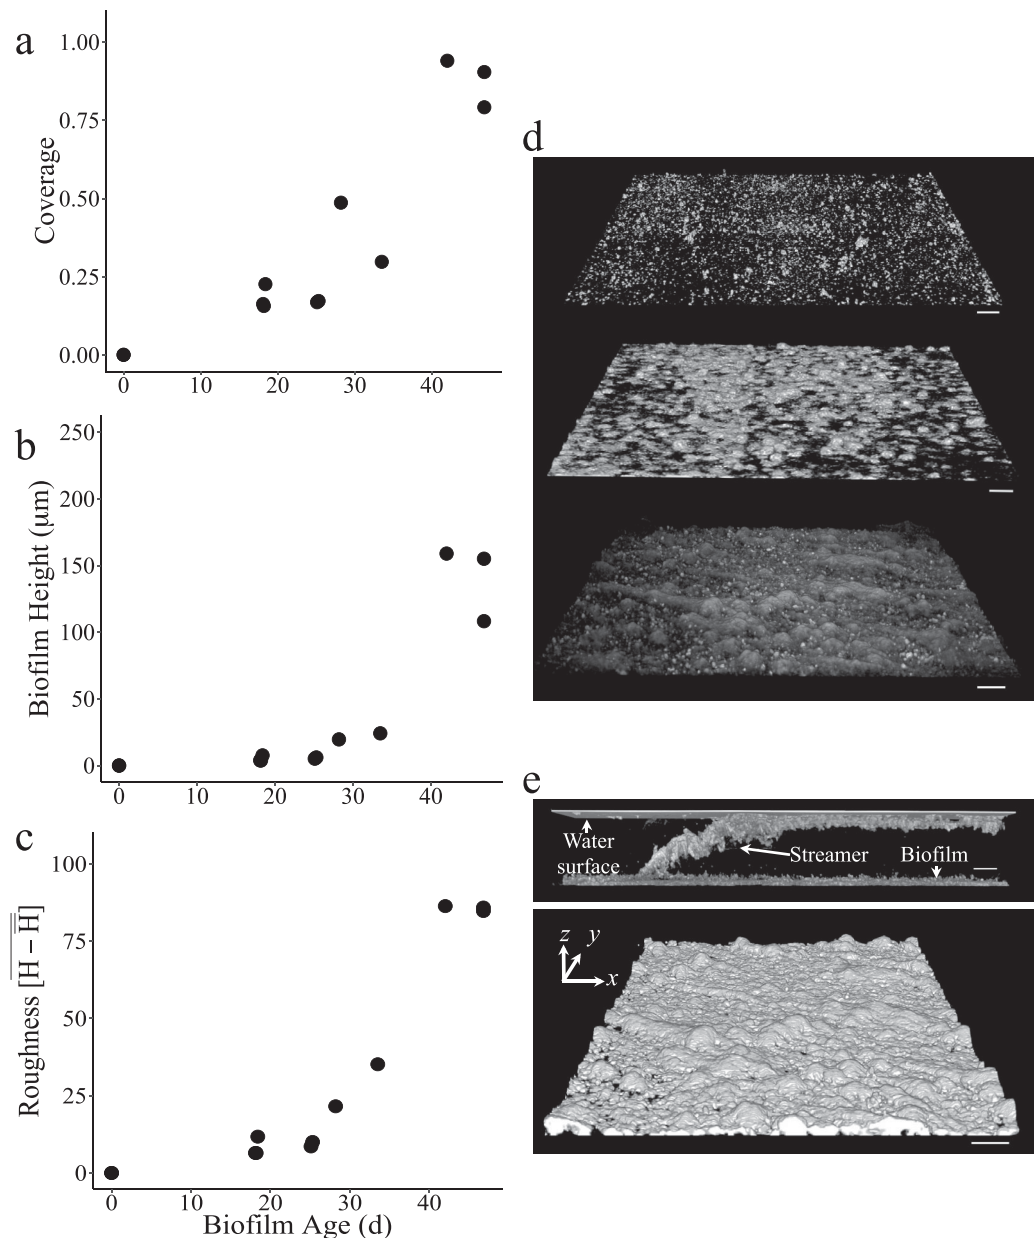 a
1.00
0.75
0.50
0.25
0.00
Coverage
0 10 20 30 40
b
250
200
150
100
50
0
Biofilm Height (μm)
0 10 20 30 40
c
100
75
50
25
0
Roughness [H − H]
0 10 20 30 40
Biofilm Age (d)
d
e
Water
surface
Streamer
Biofilm
z
y
x